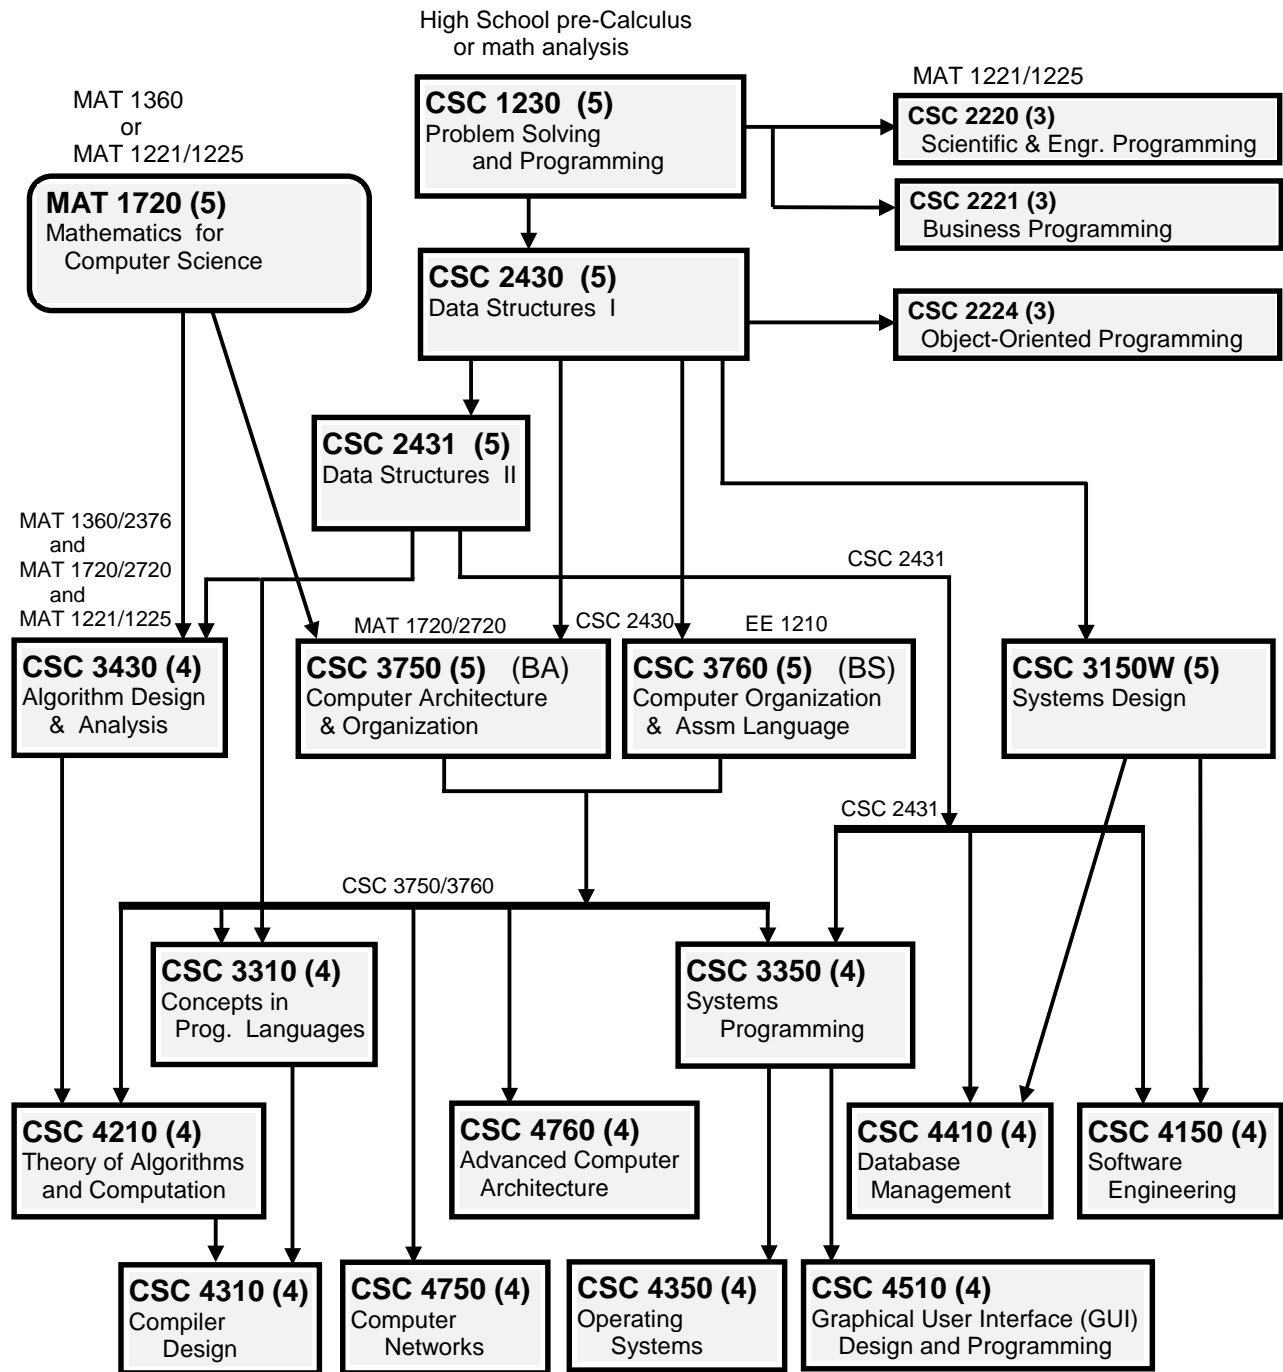 High School pre-Calculus
or math analysis
MAT 1360
or
MAT 1221/1225
CSC 1230 (5)
Problem Solving
and Programming
MAT 1221/1225
CSC 2220 (3)
Scientific & Engr. Programming
CSC 2221 (3)
Business Programming
MAT 1720 (5)
Mathematics for
Computer Science
CSC 2430 (5)
Data Structures I
CSC 2224 (3)
Object-Oriented Programming
CSC 2431 (5)
Data Structures II
MAT 1360/2376
and
MAT 1720/2720
and
MAT 1221/1225
CSC 2431
MAT 1720/2720
CSC 2430
EE 1210
CSC 3430 (4)
Algorithm Design
& Analysis
CSC 3750 (5) (BA)
Computer Architecture
& Organization
CSC 3760 (5) (BS)
Computer Organization
& Assm Language
CSC 3150W (5)
Systems Design
CSC 2431
CSC 3750/3760
CSC 3310 (4)
Concepts in
Prog. Languages
CSC 3350 (4)
Systems
Programming
CSC 4210 (4)
Theory of Algorithms
and Computation
CSC 4760 (4)
Advanced Computer
Architecture
CSC 4410 (4)
Database
Management
CSC 4150 (4)
Software
Engineering
CSC 4310 (4)
Compiler
Design
CSC 4750 (4)
Computer
Networks
CSC 4350 (4)
Operating
Systems
CSC 4510 (4)
Graphical User Interface (GUI)
Design and Programming